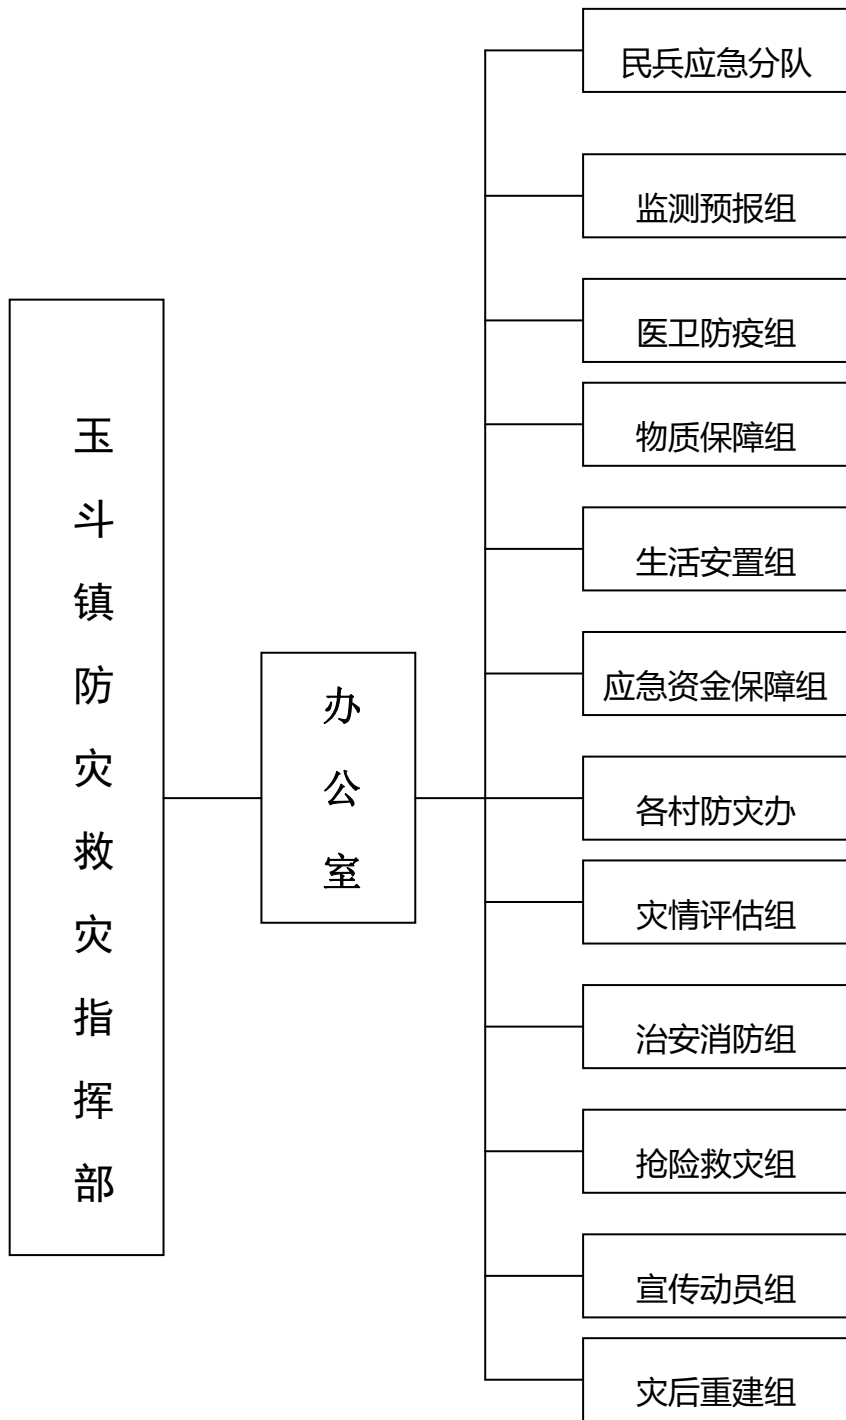 玉斗镇防灾救灾指挥部
办公室
民兵应急分队
监测预报组
医卫防疫组
物质保障组
生活安置组
应急资金保障组
各村防灾办
灾情评估组
治安消防组
抢险救灾组
宣传动员组
灾后重建组